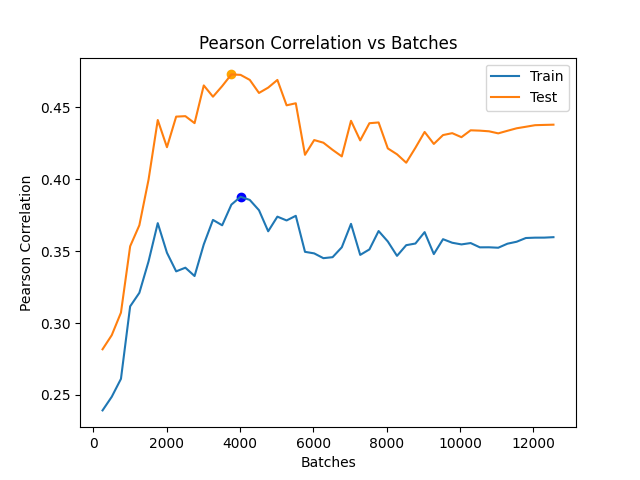 Pearson Correlation vs Batches
Train
Test
Pearson Correlation
0.45
0.40
0.35
0.30
0.25
0 2000 4000 6000 8000 10000 12000
Batches